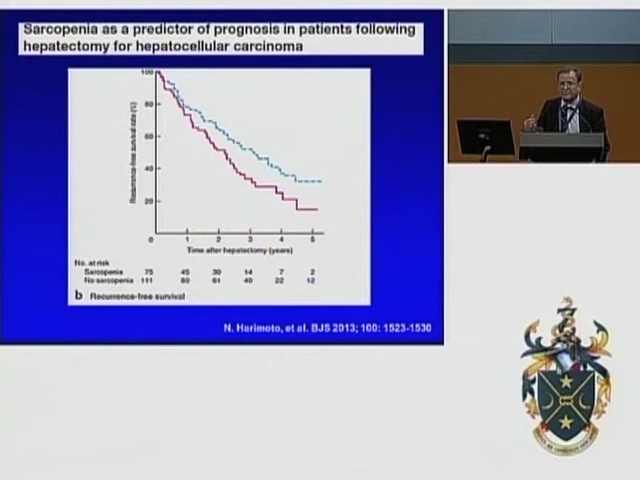 Sarcopenia as a predictor of prognosis in patients following
hepatectomy for hepatocellular carcinoma
Recurrence-free survival rate (%)
100
80
60
40
20
0 1 2 3 4 5
Time after hepatectomy (years)
No. at risk
Sarcopenia 75 45 30 14 7 2
No sarcopenia 111 80 61 40 22 12
b Recurrence-free survival
N. Harimoto, et al. BJS 2013; 100: 1523-1530